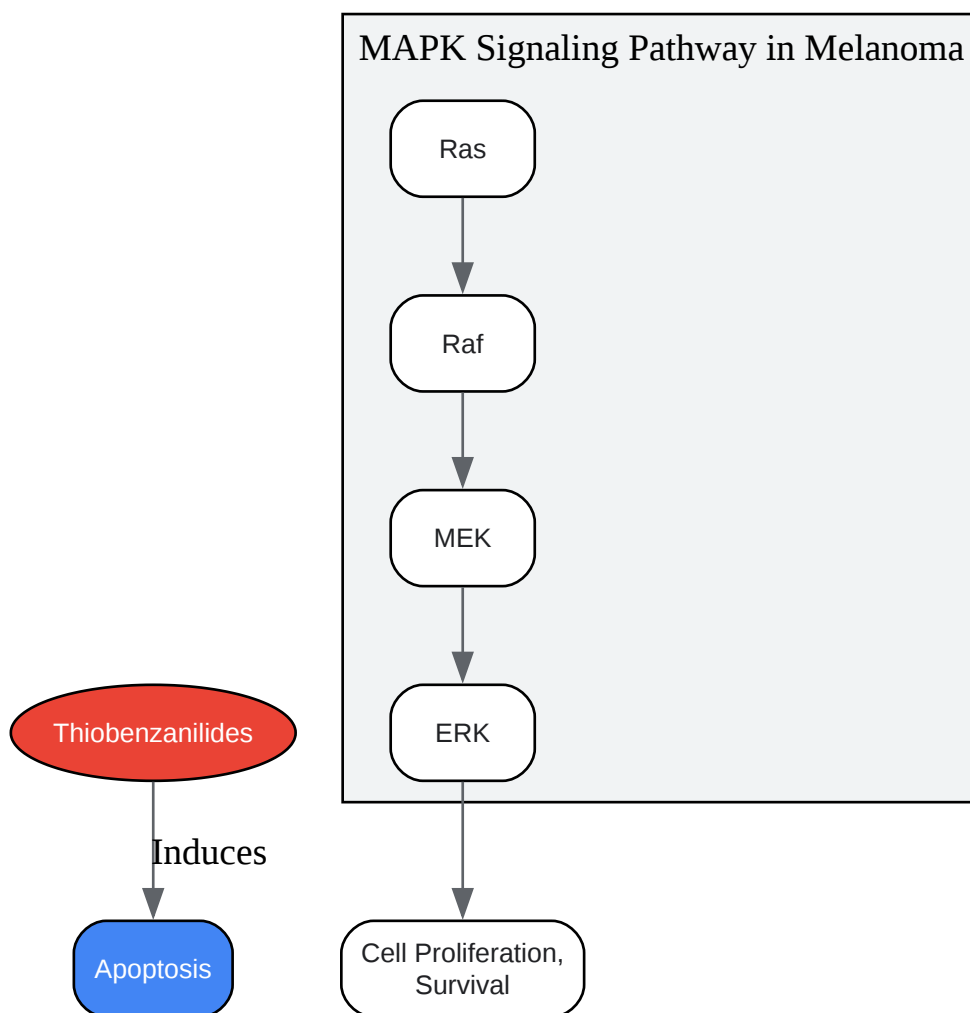 MAPK Signaling Pathway in Melanoma
Ras
Raf
MEK
Thiobenzanilides
ERK
Induces
Apoptosis
Cell Proliferation,
Survival